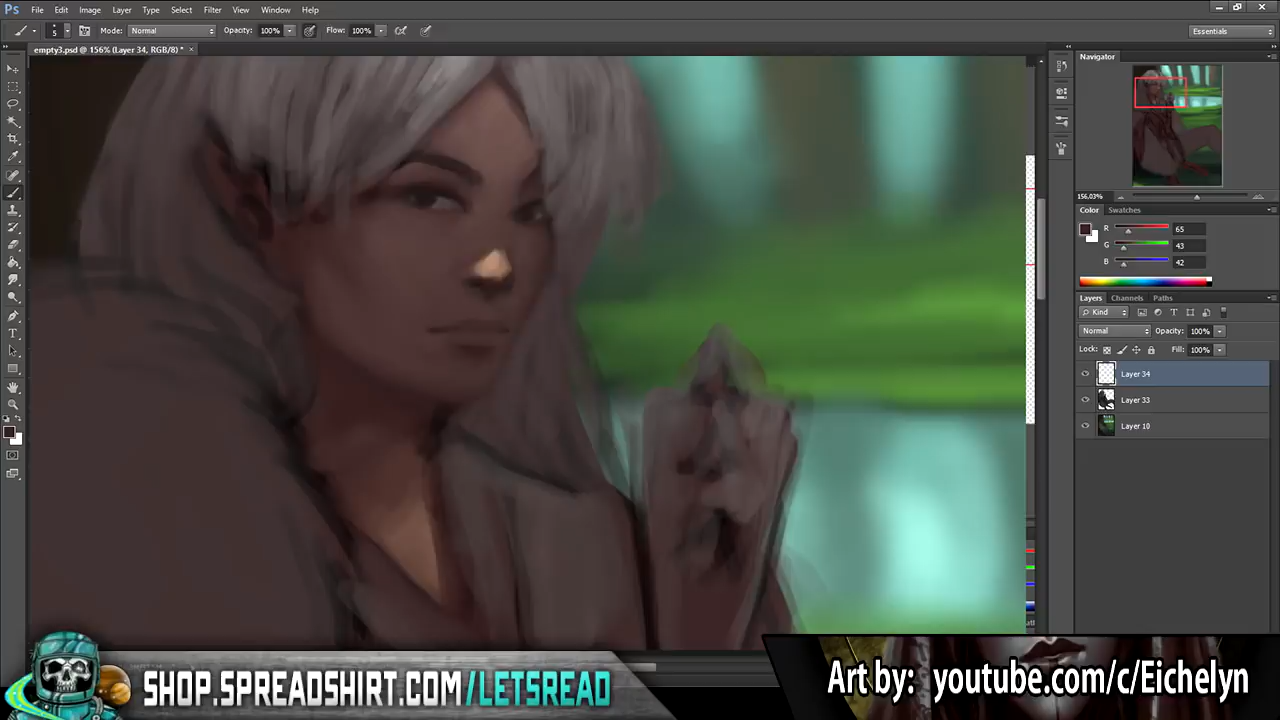 Ps File Edit Image Layer Type Select Filter View Window Help
5 Mode: Normal Opacity: 100% Flow: 100% Essentials
empty3.psd @ 156% (Layer 34, RGB/8) * ×
Navigator
156,03%
Color Swatches
R 65
G 43
B 42
Layers Channels Paths
Kind
Normal Opacity: 100%
Lock: Fill: 100%
Layer 34
Layer 33
Layer 10
SHOP.SPREADSHIRT.COM/LETSREAD
Art by: youtube.com/c/Eichelyn